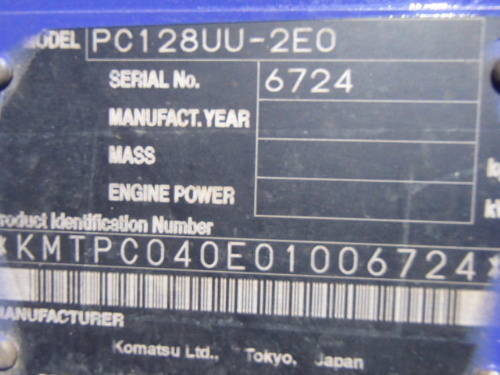 MODEL PC128UU-2E0
SERIAL No. 6724
MANUFACT. YEAR
MASS
ENGINE POWER
Product Identification Number
*KMTPC040E01006724*
MANUFACTURER
Komatsu Ltd., Tokyo, Japan